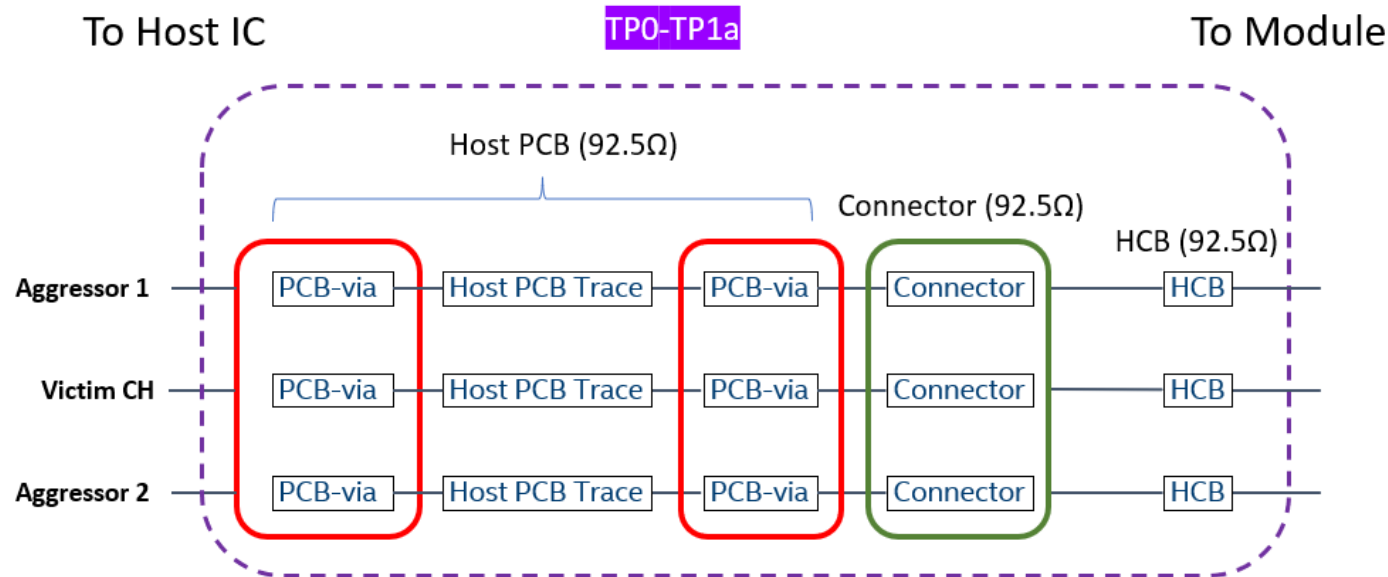 To Host IC
TP0-TP1a
To Module
Host PCB (92.5Ω)
Connector (92.5Ω)
HCB (92.5Ω)
Aggressor 1
PCB-via
Host PCB Trace
PCB-via
Connector
HCB
Victim CH
PCB-via
Host PCB Trace
PCB-via
Connector
HCB
Aggressor 2
PCB-via
Host PCB Trace
PCB-via
Connector
HCB